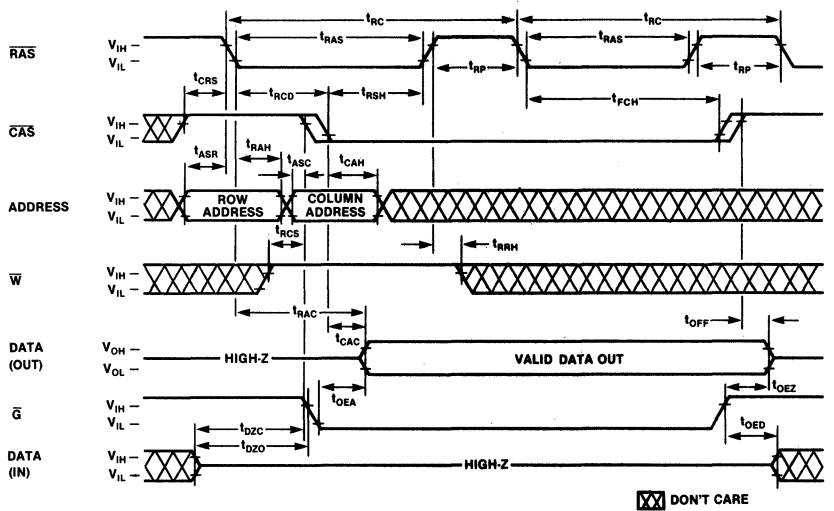 tRC tRC
RAS VIH VIL tRAS tRP tRAS tRP
tCRS tRCD tRSH tFCH
CAS VIH VIL
tASR tRAH tASC tCAH
ADDRESS VIH VIL ROW ADDRESS COLUMN ADDRESS
tRCS tRRH
W VIH VIL
tRAC tCAC tOFF
DATA (OUT) VOH VOL HIGH-Z VALID DATA OUT
tOEA tOEZ
G VIH VIL
tDZC tOED
tDZO
DATA (IN) VIH VIL HIGH-Z
DON'T CARE